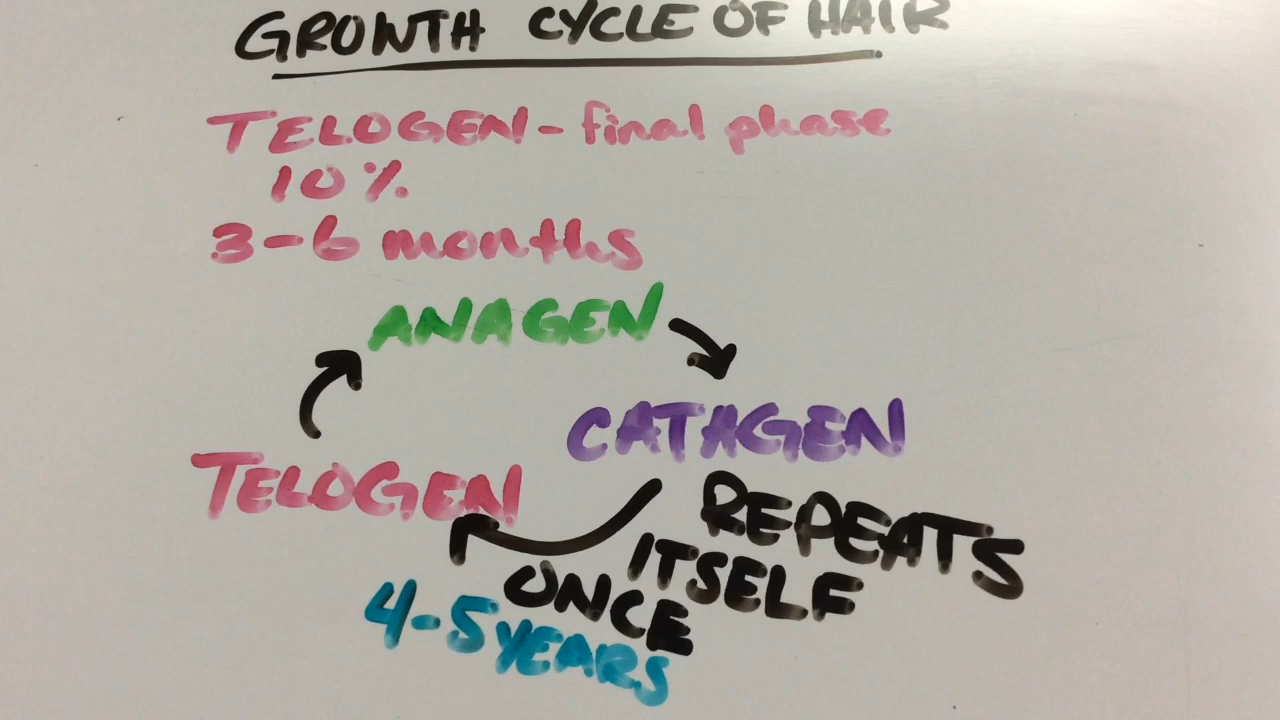 GROWTH CYCLE OF HAIR
TELOGEN - final phase
10%
3-6 months
ANAGEN
CATAGEN
TELOGEN
REPEATS
ITSELF
ONCE
4-5 YEARS